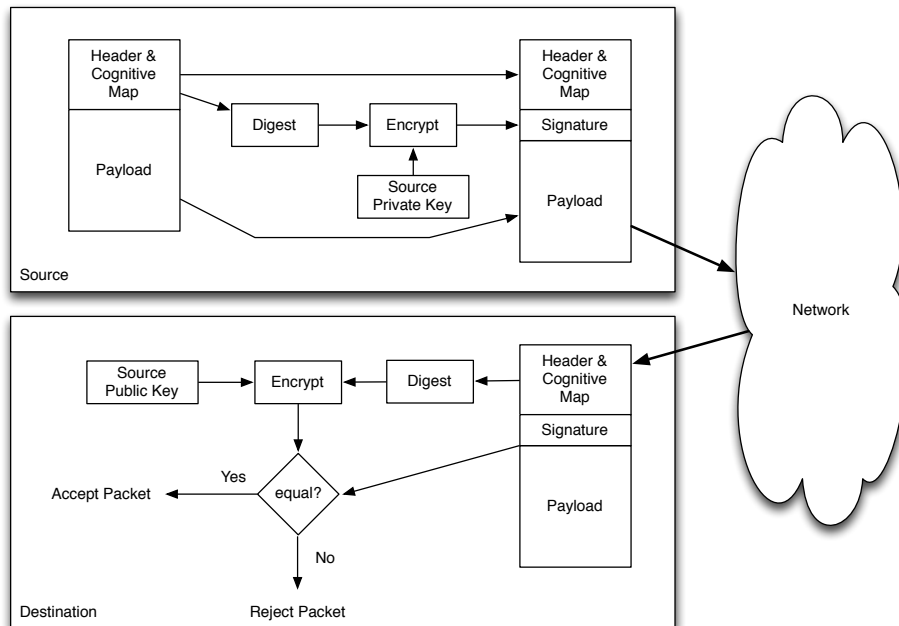 Header &
Cognitive
Map
Payload
Digest
Encrypt
Source
Private Key
Header &
Cognitive
Map
Signature
Payload
Source
Network
Source
Public Key
Encrypt
Digest
Header &
Cognitive
Map
Signature
Payload
equal?
Yes
Accept Packet
No
Reject Packet
Destination